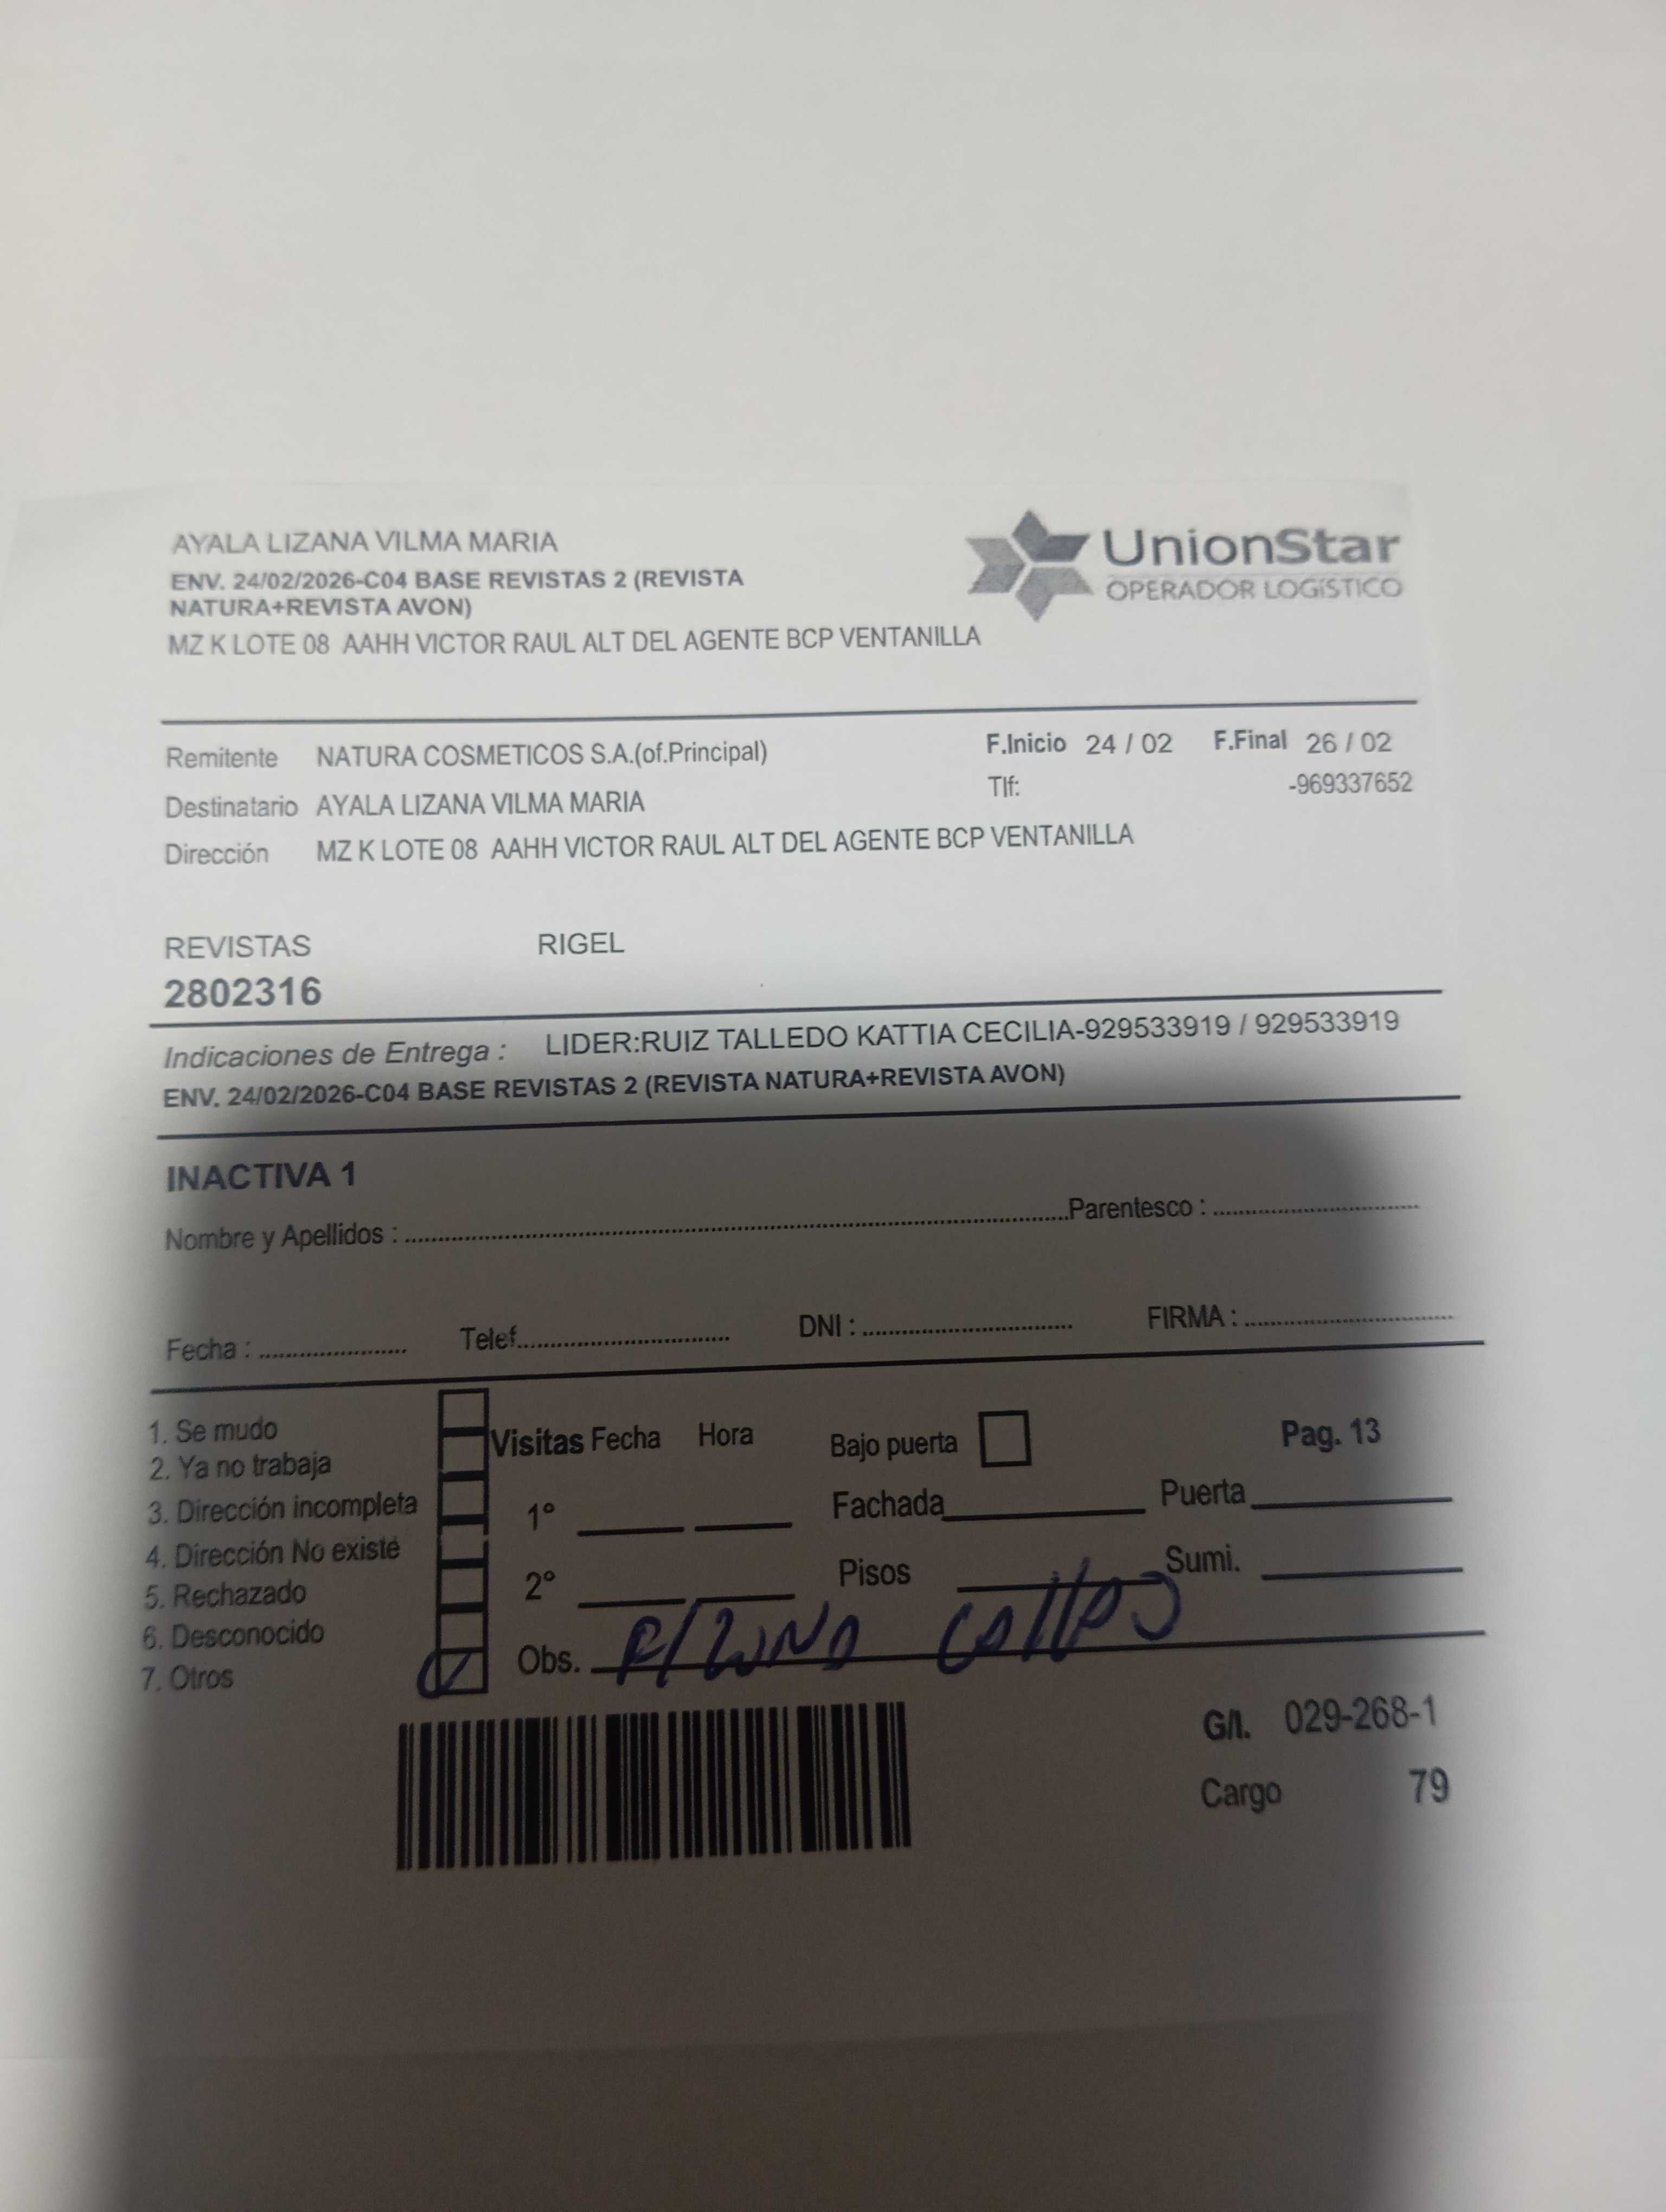 AYALA LIZANA VILMA MARIA
ENV. 24/02/2026-C04 BASE REVISTAS 2 (REVISTA
NATURA+REVISTA AVON)
MZ K LOTE 08 AAHH VICTOR RAUL ALT DEL AGENTE BCP VENTANILLA
UnionStar
OPERADOR LOGÍSTICO
Remitente NATURA COSMETICOS S.A.(of.Principal) F.Inicio 24 / 02 F.Final 26 / 02
Tlf: -969337652
Destinatario AYALA LIZANA VILMA MARIA
Dirección MZ K LOTE 08 AAHH VICTOR RAUL ALT DEL AGENTE BCP VENTANILLA
REVISTAS RIGEL
2802316
Indicaciones de Entrega : LIDER:RUIZ TALLEDO KATTIA CECILIA-929533919 / 929533919
ENV. 24/02/2026-C04 BASE REVISTAS 2 (REVISTA NATURA+REVISTA AVON)
INACTIVA 1
Nombre y Apellidos : Parentesco :
Fecha : Telef. DNI : FIRMA :
1. Se mudo
2. Ya no trabaja
3. Dirección incompleta
4. Dirección No existe
5. Rechazado
6. Desconocido
7. Otros
Visitas Fecha Hora Bajo puerta Pag. 13
1° Fachada Puerta
2° Pisos Sumi.
Obs.
G/I. 029-268-1
Cargo 79